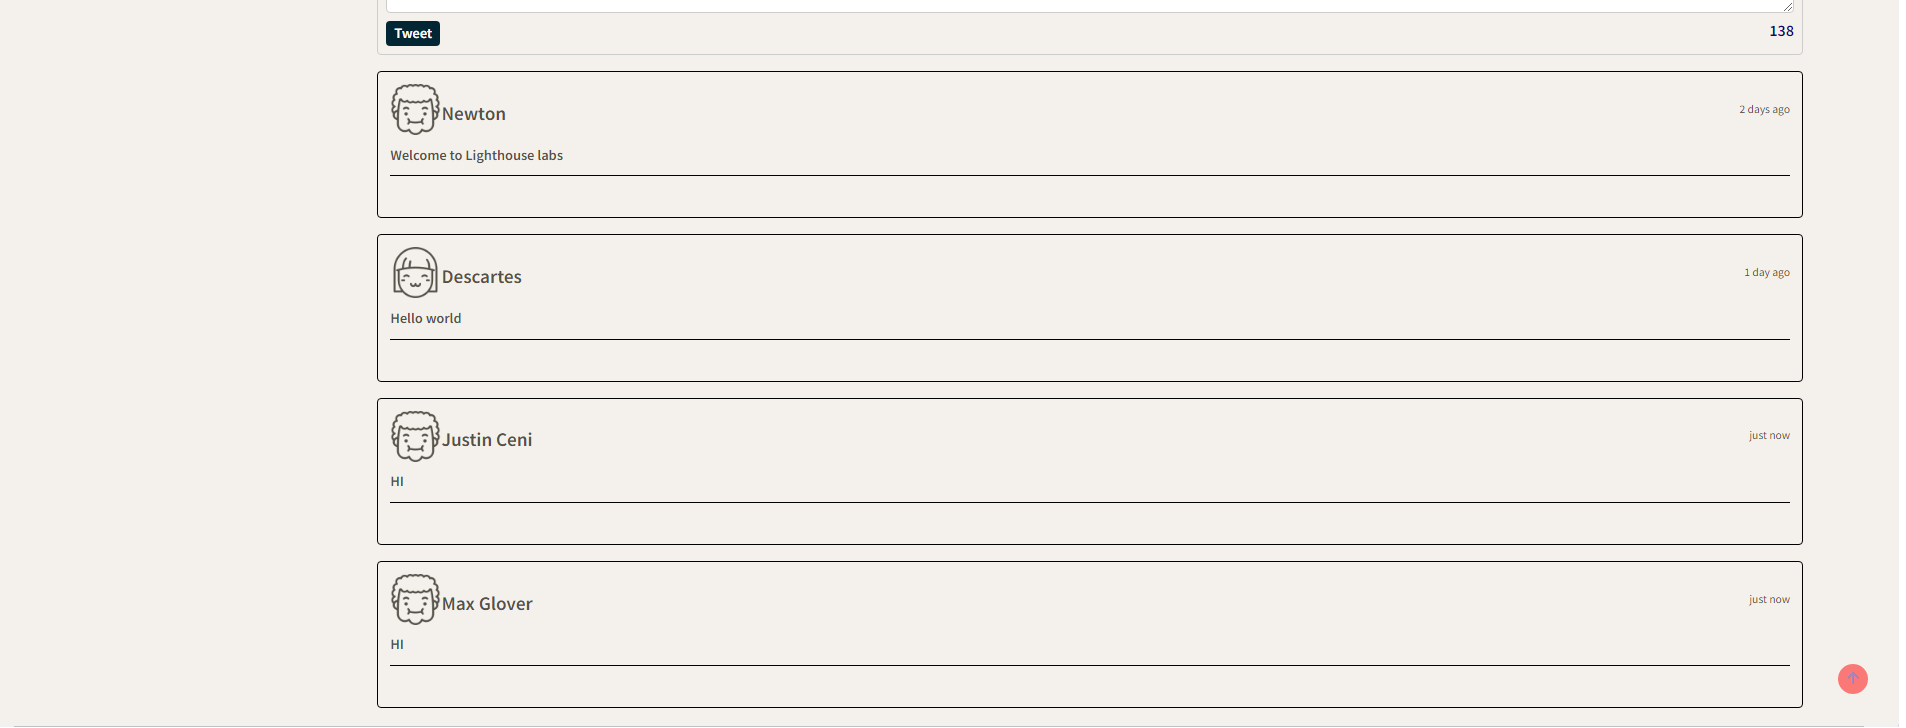 Tweet 138
Newton 2 days ago
Welcome to Lighthouse labs
Descartes 1 day ago
Hello world
Justin Ceni just now
HI
Max Glover just now
HI